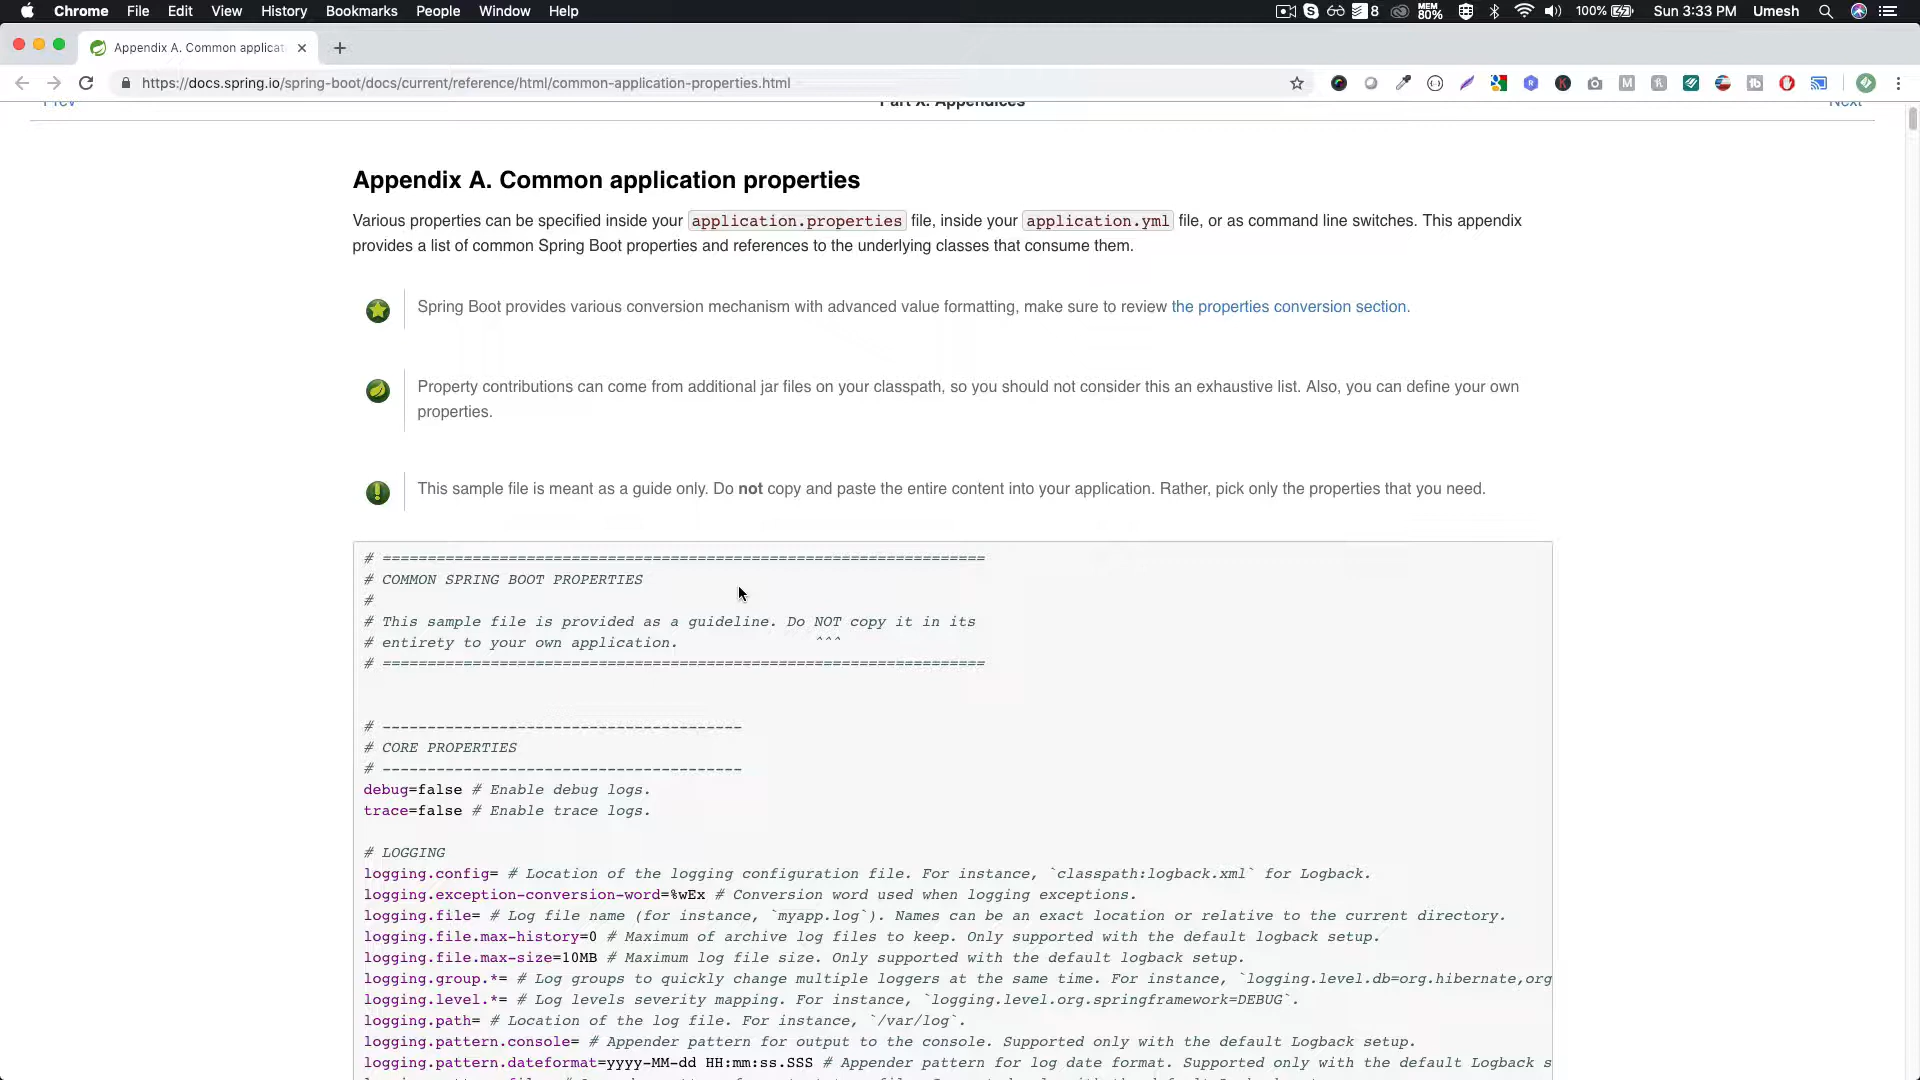 Chrome File Edit View History Bookmarks People Window Help 8 MEM 80% 100% Sun 3:33 PM Umesh
Appendix A. Common applicat
https://docs.spring.io/spring-boot/docs/current/reference/html/common-application-properties.html
Prev Part X. Appendices Next
Appendix A. Common application properties
Various properties can be specified inside your application.properties file, inside your application.yml file, or as command line switches. This appendix
provides a list of common Spring Boot properties and references to the underlying classes that consume them.
Spring Boot provides various conversion mechanism with advanced value formatting, make sure to review the properties conversion section.
Property contributions can come from additional jar files on your classpath, so you should not consider this an exhaustive list. Also, you can define your own
properties.
This sample file is meant as a guide only. Do not copy and paste the entire content into your application. Rather, pick only the properties that you need.
# ===================================================================
# COMMON SPRING BOOT PROPERTIES
#
# This sample file is provided as a guideline. Do NOT copy it in its
# entirety to your own application. ^^^
# ===================================================================
# ----------------------------------------
# CORE PROPERTIES
# ----------------------------------------
debug=false # Enable debug logs.
trace=false # Enable trace logs.
# LOGGING
logging.config= # Location of the logging configuration file. For instance, `classpath:logback.xml` for Logback.
logging.exception-conversion-word=%wEx # Conversion word used when logging exceptions.
logging.file= # Log file name (for instance, `myapp.log`). Names can be an exact location or relative to the current directory.
logging.file.max-history=0 # Maximum of archive log files to keep. Only supported with the default logback setup.
logging.file.max-size=10MB # Maximum log file size. Only supported with the default logback setup.
logging.group.*= # Log groups to quickly change multiple loggers at the same time. For instance, `logging.level.db=org.hibernate,org
logging.level.*= # Log levels severity mapping. For instance, `logging.level.org.springframework=DEBUG`.
logging.path= # Location of the log file. For instance, `/var/log`.
logging.pattern.console= # Appender pattern for output to the console. Supported only with the default Logback setup.
logging.pattern.dateformat=yyyy-MM-dd HH:mm:ss.SSS # Appender pattern for log date format. Supported only with the default Logback s